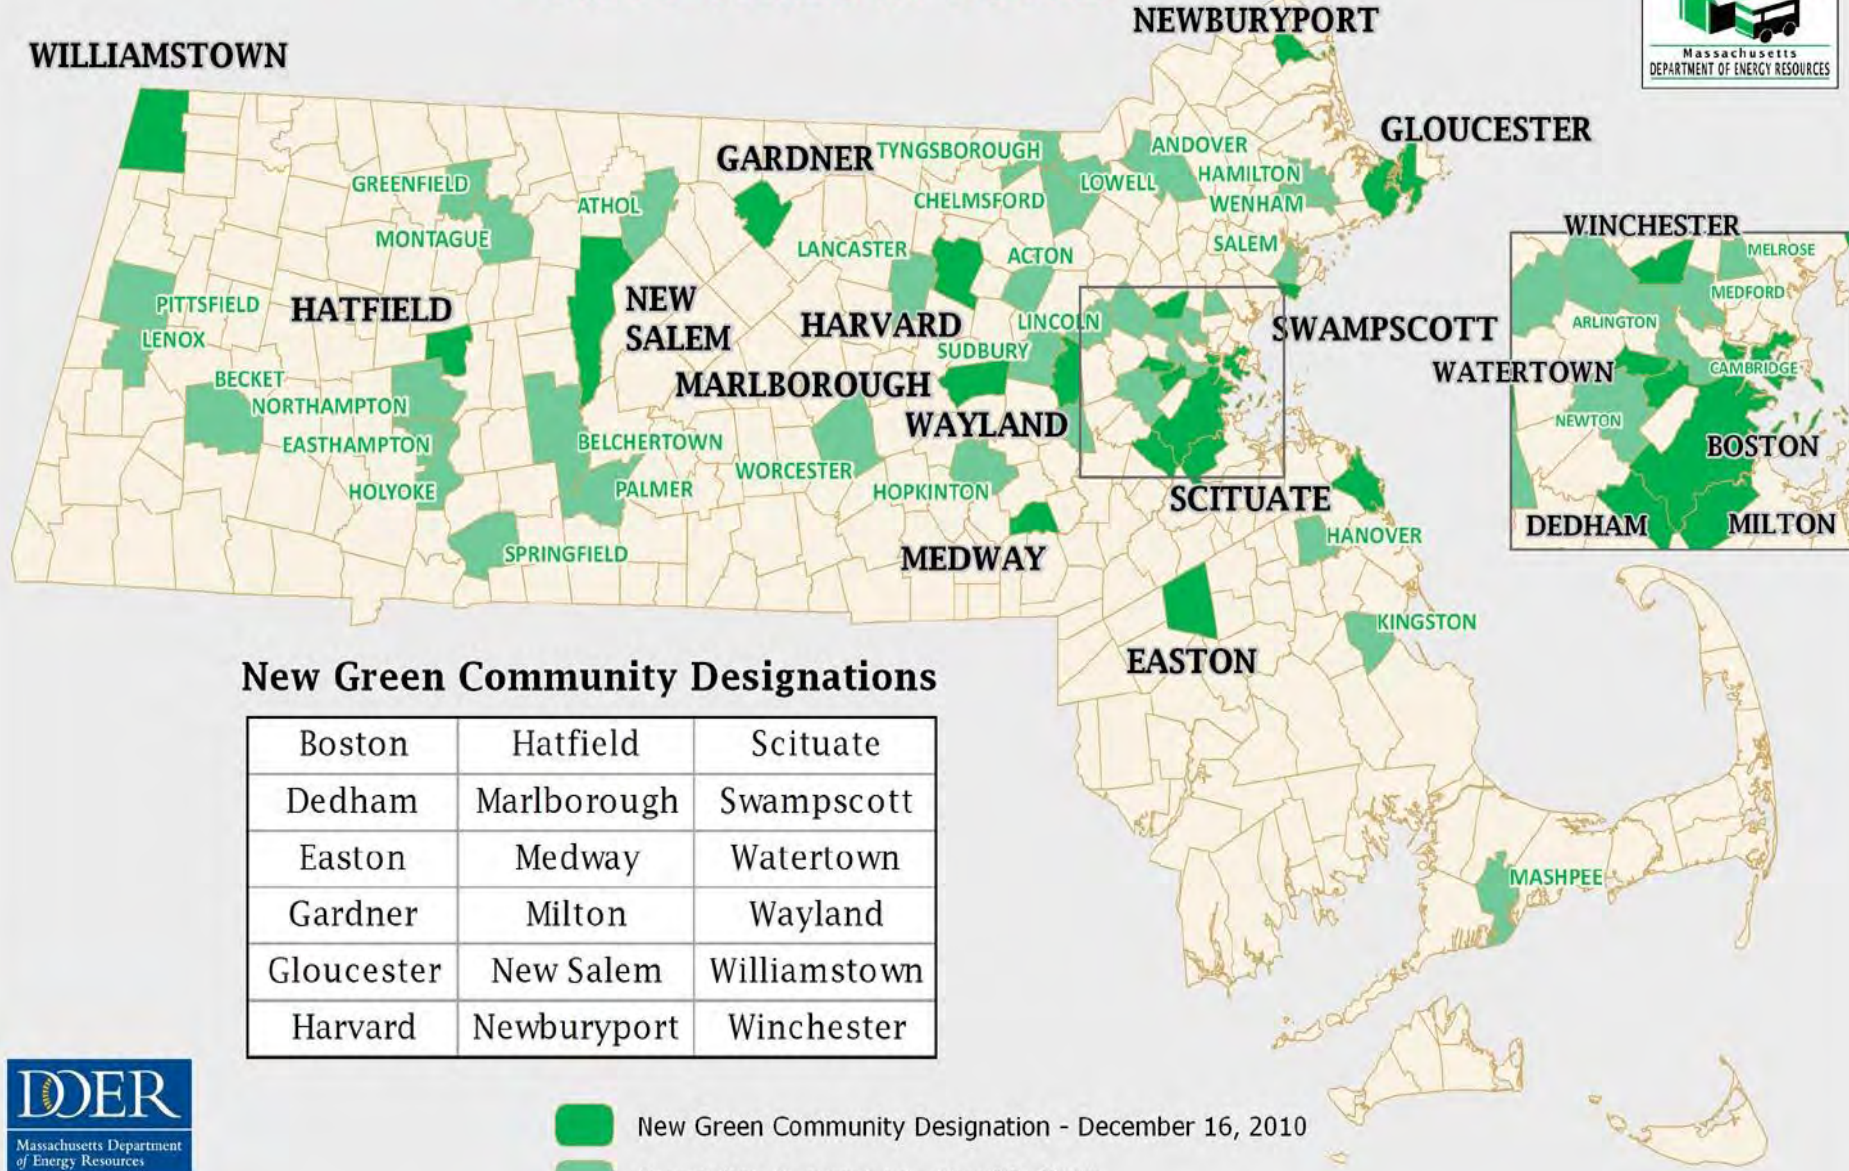 NEWBURYPORT
WILLIAMSTOWN
Massachusetts
DEPARTMENT OF ENERGY RESOURCES
GLOUCESTER
GARDNER
TYNGSBOROUGH
ANDOVER
GREENFIELD
LOWELL
HAMILTON
ATHOL
CHELMSFORD
WENHAM
WINCHESTER
MONTAGUE
LANCASTER
ACTON
SALEM
MELROSE
PITTSFIELD
HATFIELD
NEW
SALEM
HARVARD
LINCOLN
SWAMPSCOTT
MEDFORD
ARLINGTON
LENOX
SUDBURY
BECKET
MARLBOROUGH
WATERTOWN
CAMBRIDGE
NORTHAMPTON
WAYLAND
NEWTON
EASTHAMPTON
BELCHERTOWN
BOSTON
WORCESTER
HOLYOKE
PALMER
HOPKINTON
SCITUATE
DEDHAM
MILTON
SPRINGFIELD
MEDWAY
HANOVER
KINGSTON
EASTON
MASHPEE
New Green Community Designations
Boston Hatfield Scituate
Dedham Marlborough Swampscott
Easton Medway Watertown
Gardner Milton Wayland
Gloucester New Salem Williamstown
Harvard Newburyport Winchester
DOER
Massachusetts Department
of Energy Resources
New Green Community Designation - December 16, 2010